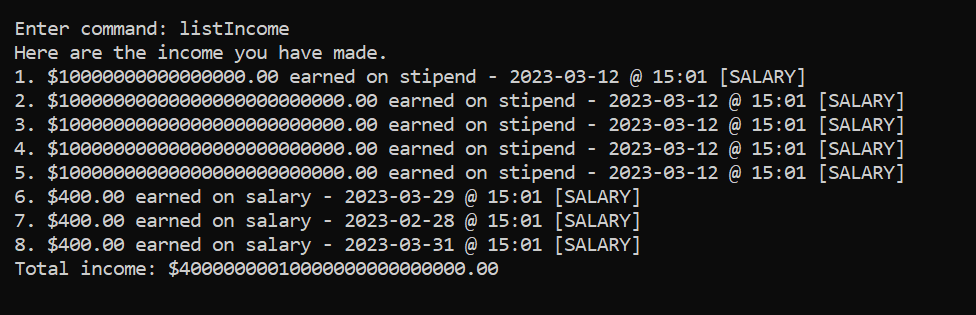 Enter command: listIncome
Here are the income you have made.
1. $10000000000000000.00 earned on stipend - 2023-03-12 @ 15:01 [SALARY]
2. $10000000000000000000000000.00 earned on stipend - 2023-03-12 @ 15:01 [SALARY]
3. $10000000000000000000000000.00 earned on stipend - 2023-03-12 @ 15:01 [SALARY]
4. $10000000000000000000000000.00 earned on stipend - 2023-03-12 @ 15:01 [SALARY]
5. $10000000000000000000000000.00 earned on stipend - 2023-03-12 @ 15:01 [SALARY]
6. $400.00 earned on salary - 2023-03-29 @ 15:01 [SALARY]
7. $400.00 earned on salary - 2023-02-28 @ 15:01 [SALARY]
8. $400.00 earned on salary - 2023-03-31 @ 15:01 [SALARY]
Total income: $40000000010000000000000000.00